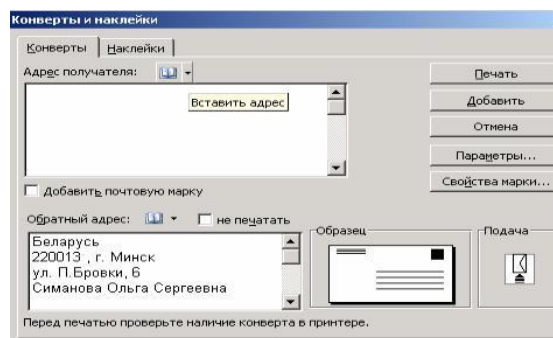 Конверты и наклейки
Конверты Наклейки
Адрес получателя:
Вставить адрес
Печать
Добавить
Отмена
Параметры...
Свойства марки...
Добавить почтовую марку
Обратный адрес: не печатать
Беларусь
220013 , г. Минск
ул. П.Бровки, 6
Симанова Ольга Сергеевна
Образец
Подача
Перед печатью проверьте наличие конверта в принтере.